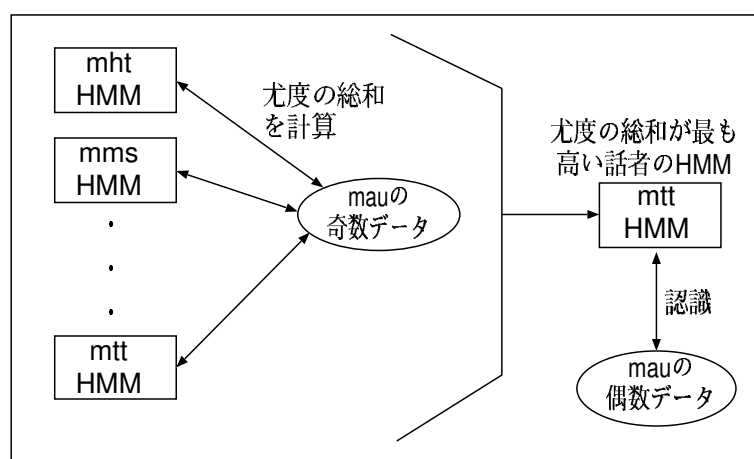 mht
HMM
mms
HMM
mtt
HMM
尤度の総和
を計算
mauの
奇数データ
尤度の総和が最も
高い話者のHMM
mtt
HMM
認識
mauの
偶数データ